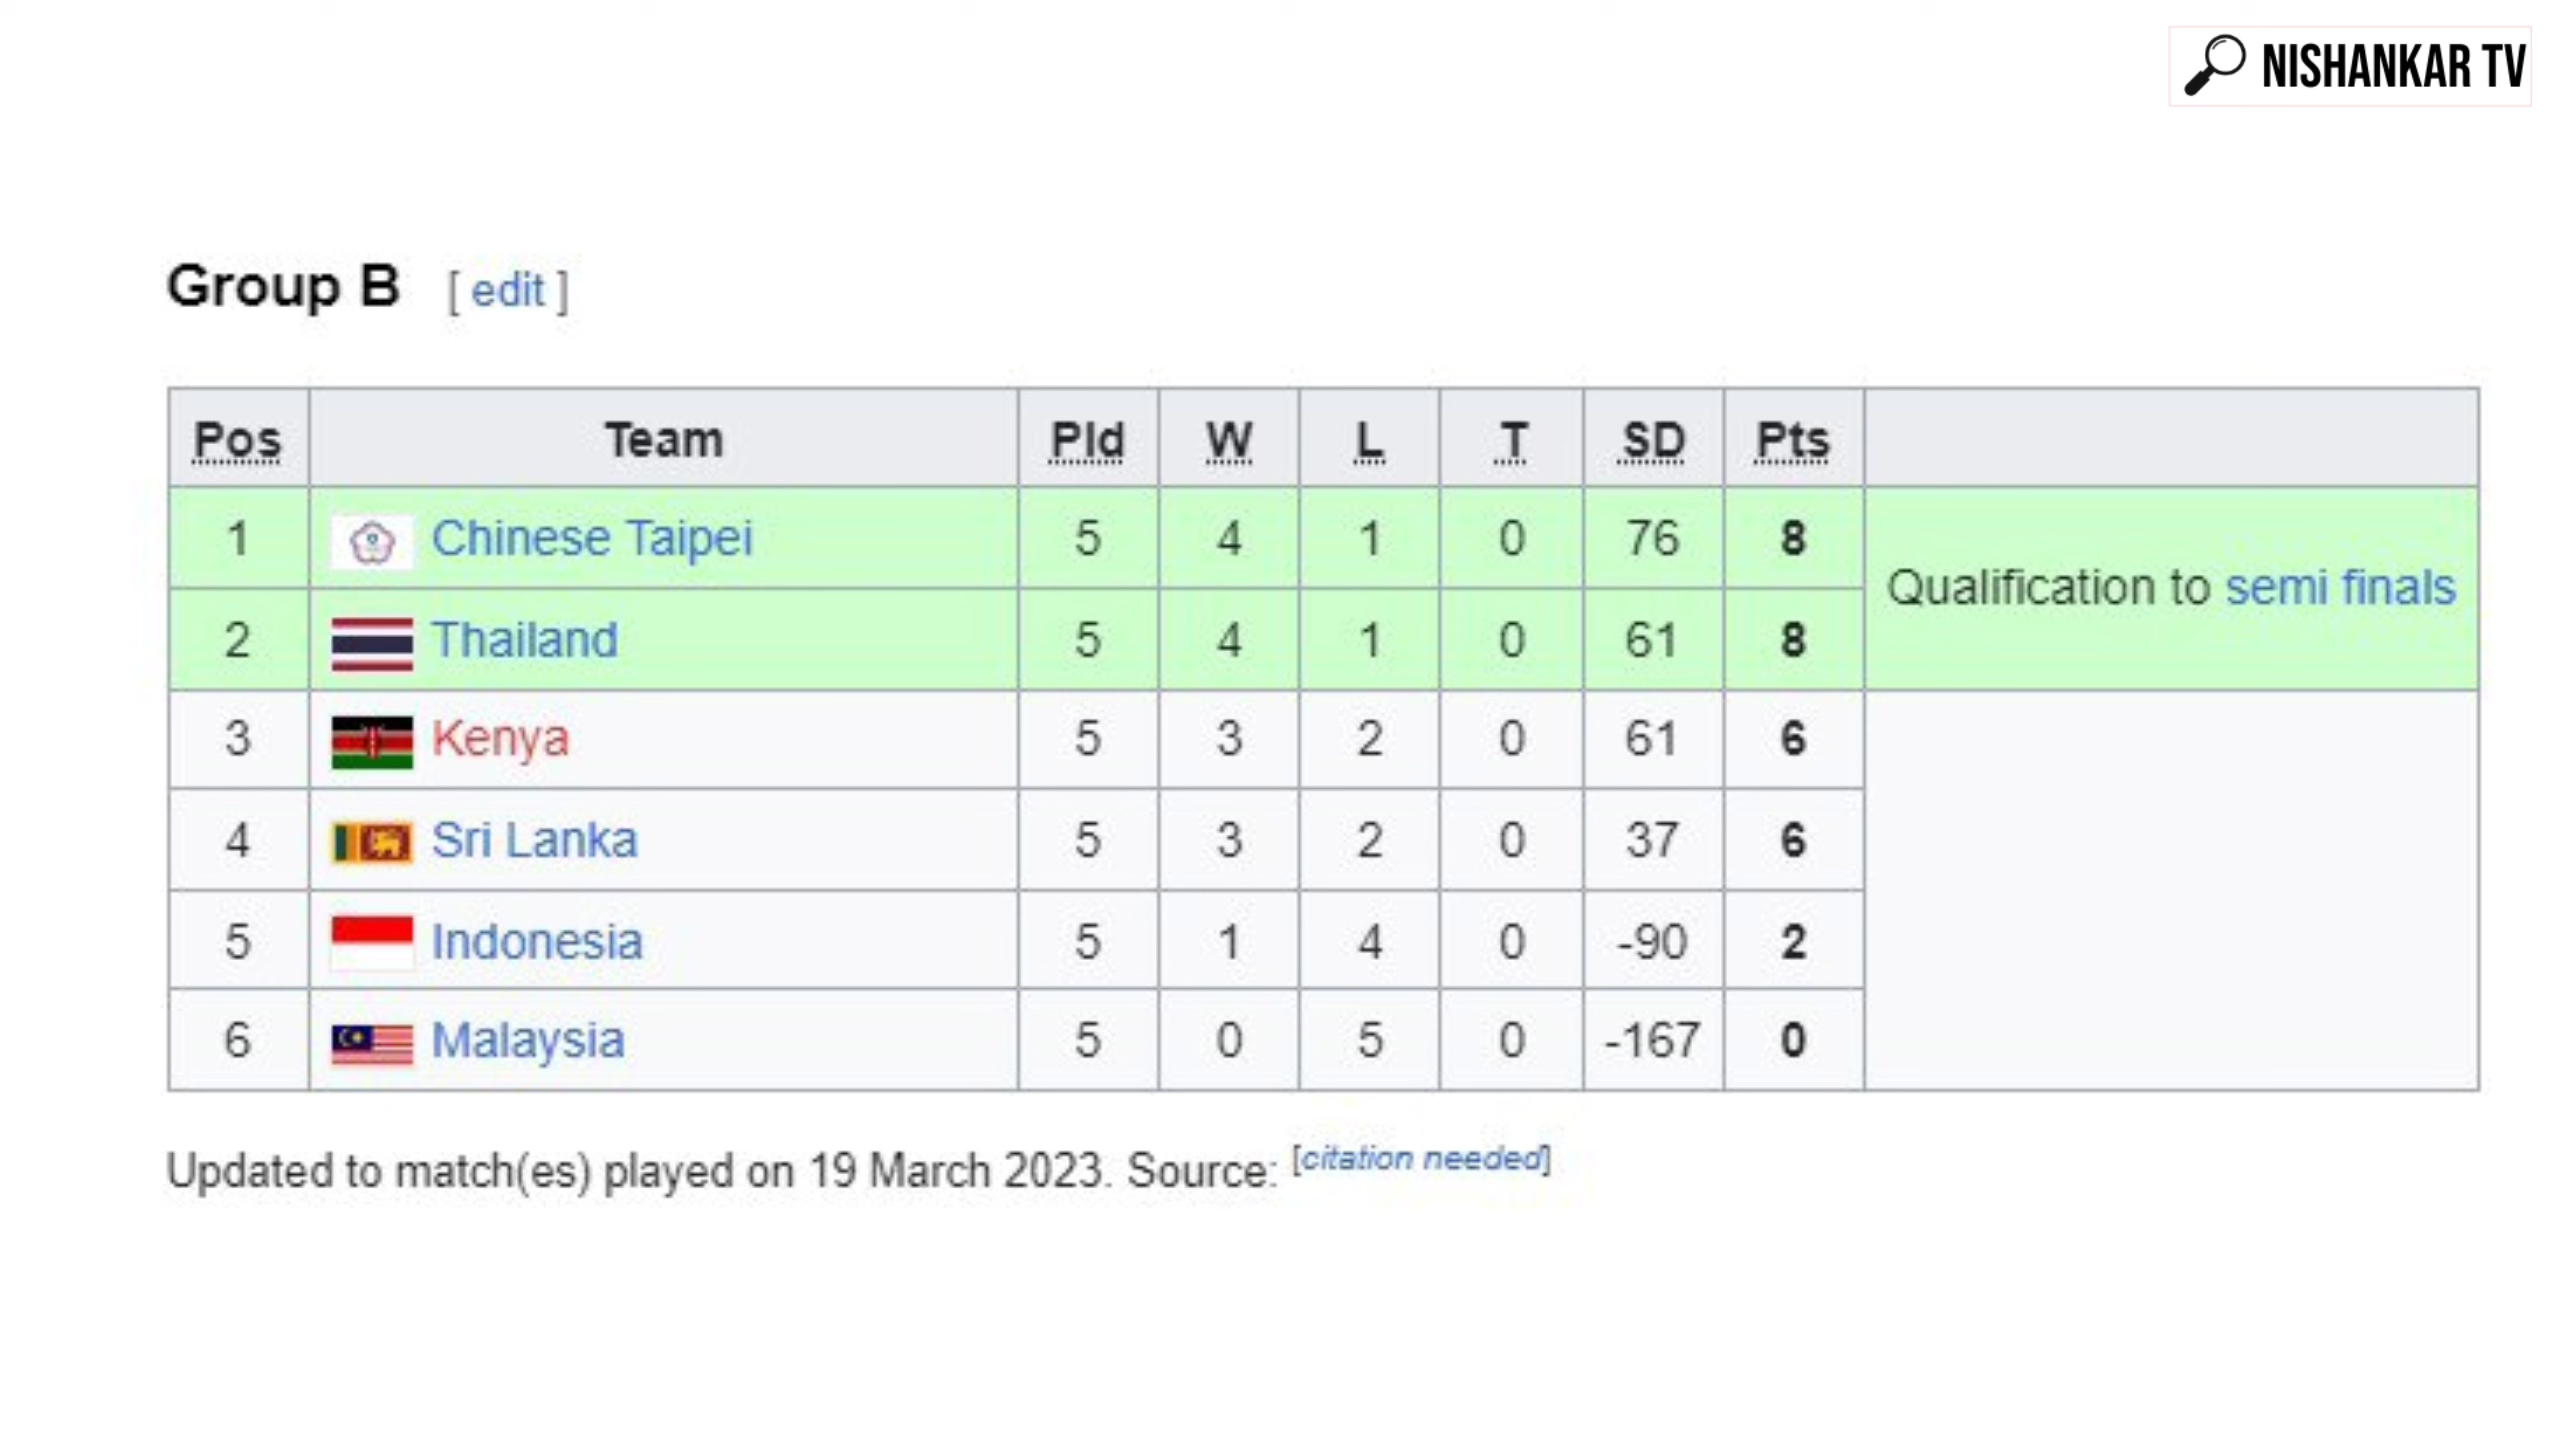 NISHANKAR TV
Group B [ edit ]
Pos Team Pld W L T SD Pts
1 Chinese Taipei 5 4 1 0 76 8 Qualification to semi finals
2 Thailand 5 4 1 0 61 8
3 Kenya 5 3 2 0 61 6
4 Sri Lanka 5 3 2 0 37 6
5 Indonesia 5 1 4 0 -90 2
6 Malaysia 5 0 5 0 -167 0
Updated to match(es) played on 19 March 2023. Source: [citation needed]